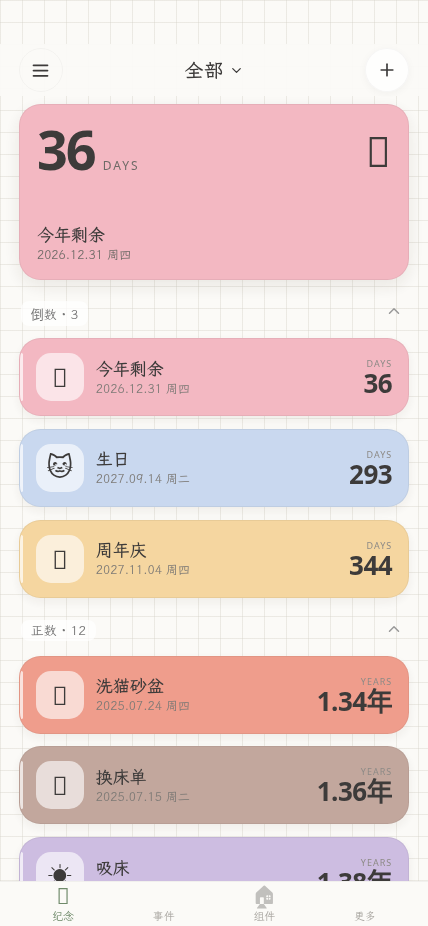 全部
36 DAYS
今年剩余
2026.12.31 周四
倒数·3
今年剩余
2026.12.31 周四
DAYS
36
生日
2027.09.14 周二
DAYS
293
周年庆
2027.11.04 周四
DAYS
344
正数·12
洗猫砂盆
2025.07.24 周四
YEARS
1.34年
换床单
2025.07.15 周二
YEARS
1.36年
吸床
YEARS
1.38年
纪念
事件
组件
更多